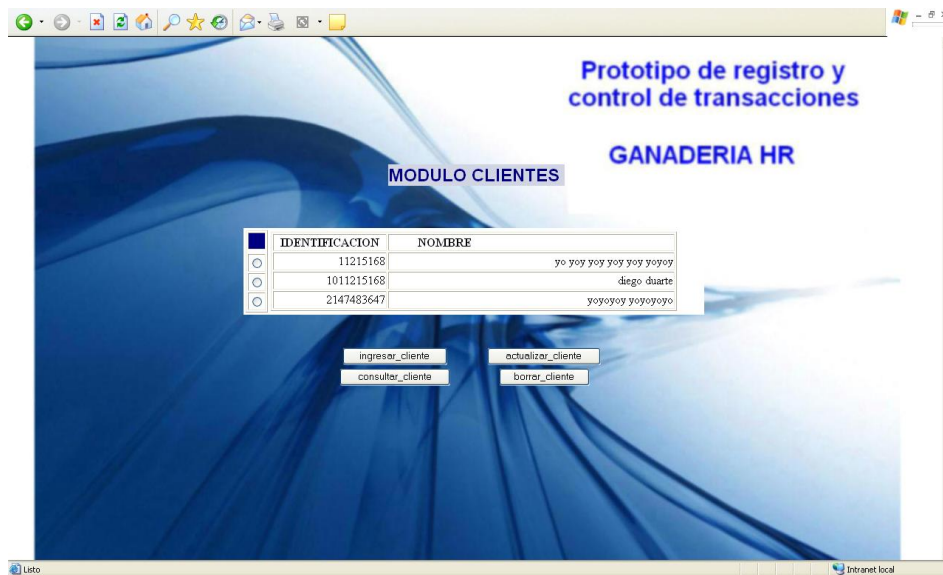 Prototipo de registro y
control de transacciones
GANADERIA HR
MODULO CLIENTES
IDENTIFICACION NOMBRE
11215168 yo yoy yoy yoy yoy yoyoy
1011215168 diego duarte
2147483647 yoyoyoy yoyoyoyo
ingresar_cliente actualizar_cliente
consultar_cliente borrar_cliente
Listo Intranet local